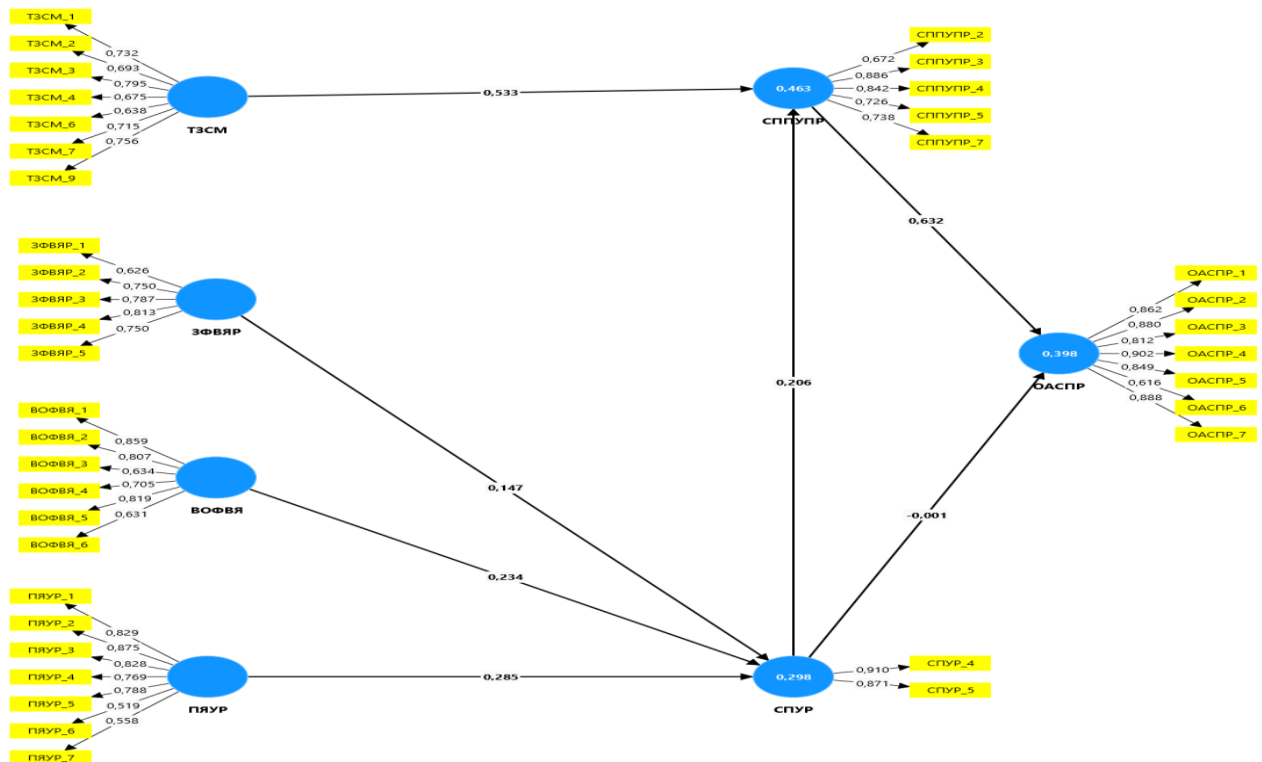 ТЗСМ_1
ТЗСМ_2
ТЗСМ_3
ТЗСМ_4
ТЗСМ_6
ТЗСМ_7
ТЗСМ_9
0,732
0,693
0,795
0,675
0,638
0,715
0,756
ТЗСМ
0,533
0,463
СППУПР
0,672
0,886
0,842
0,726
0,738
СППУПР_2
СППУПР_3
СППУПР_4
СППУПР_5
СППУПР_7
0,632
ЗФВЯР_1
ЗФВЯР_2
ЗФВЯР_3
ЗФВЯР_4
ЗФВЯР_5
0,626
0,750
0,787
0,813
0,750
ЗФВЯР
0,147
0,206
0,398
ОАСПР
0,862
0,880
0,812
0,902
0,849
0,616
0,888
ОАСПР_1
ОАСПР_2
ОАСПР_3
ОАСПР_4
ОАСПР_5
ОАСПР_6
ОАСПР_7
ВОФВЯ_1
ВОФВЯ_2
ВОФВЯ_3
ВОФВЯ_4
ВОФВЯ_5
ВОФВЯ_6
0,859
0,807
0,634
0,705
0,819
0,631
ВОФВЯ
0,234
-0,001
ПЯУР_1
ПЯУР_2
ПЯУР_3
ПЯУР_4
ПЯУР_5
ПЯУР_6
ПЯУР_7
0,829
0,875
0,828
0,769
0,788
0,519
0,558
ПЯУР
0,285
0,298
СПУР
0,910
0,871
СПУР_4
СПУР_5